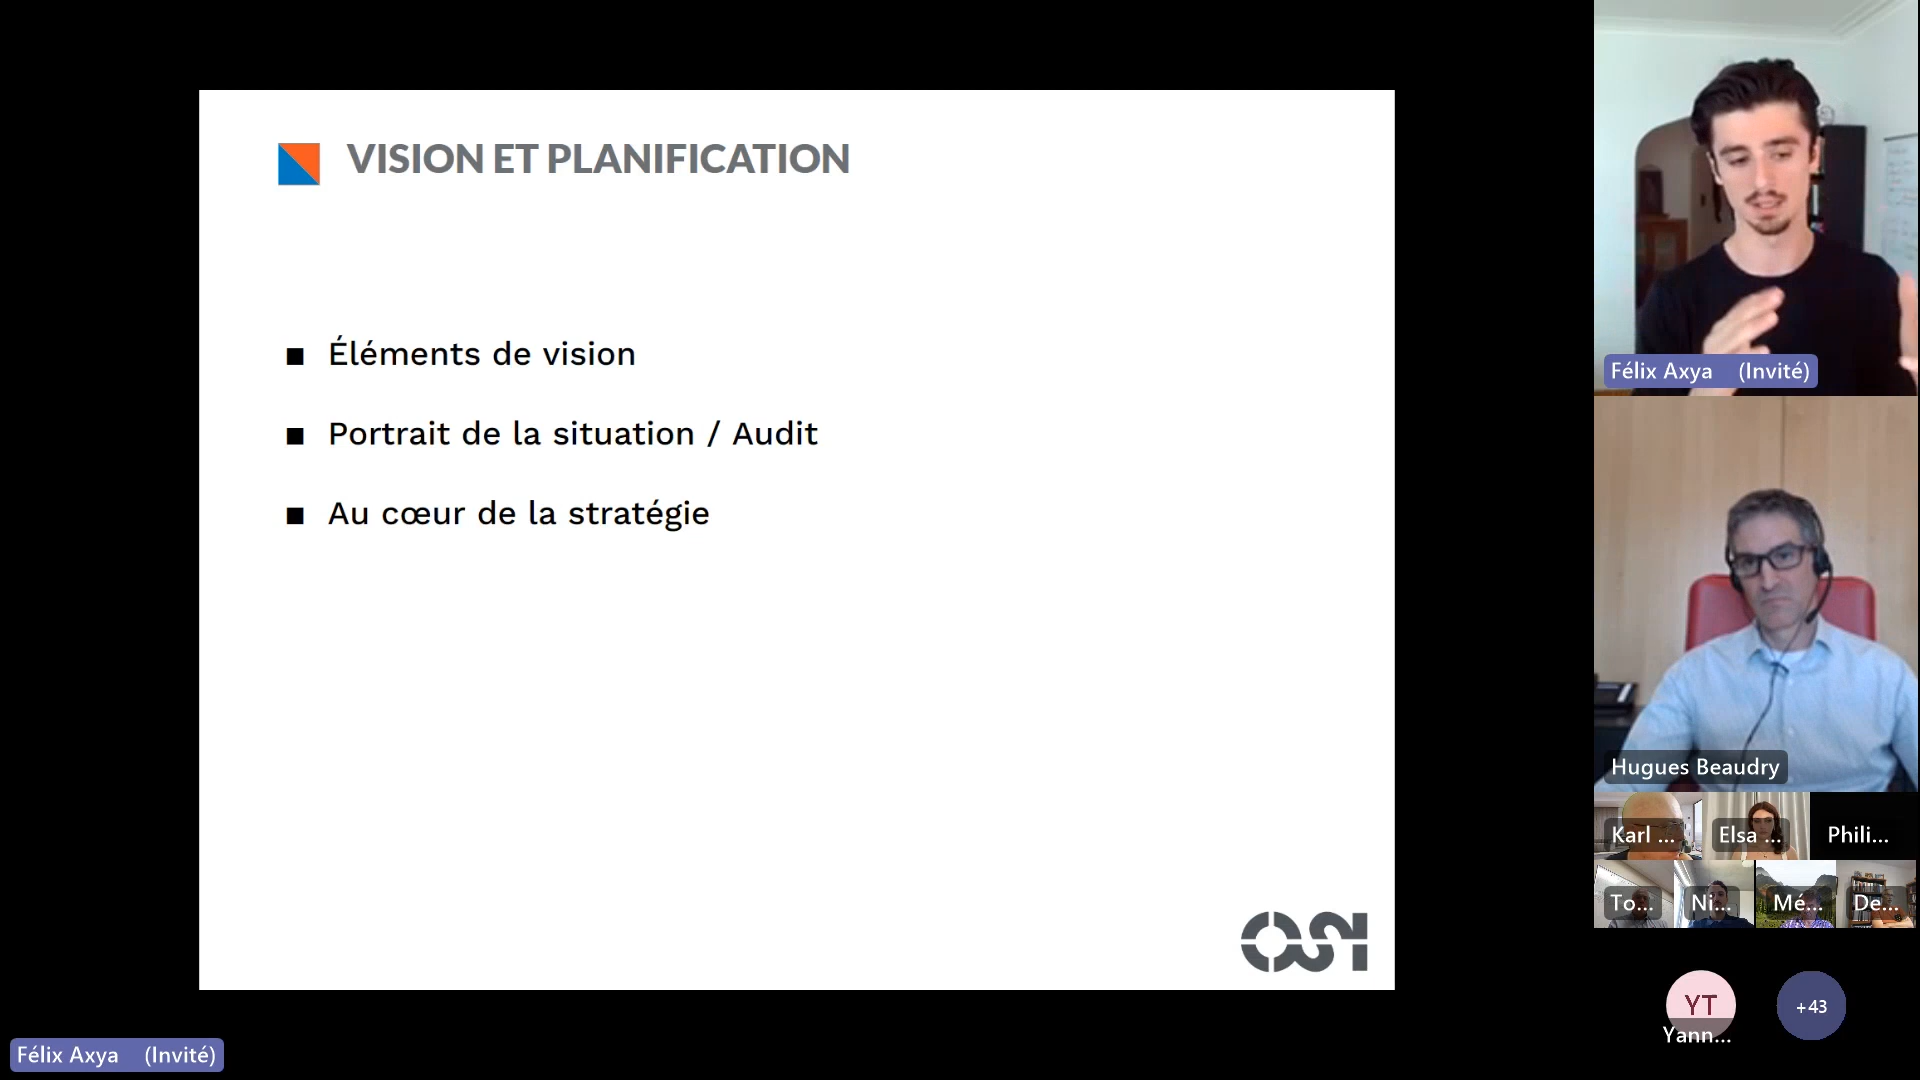 VISION ET PLANIFICATION
■ Éléments de vision
■ Portrait de la situation / Audit
■ Au cœur de la stratégie
OSI
Félix Axya (Invité)
Félix Axya (Invité)
Hugues Beaudry
Karl ...
Elsa ...
Phili...
To...
Ni...
Mé...
De...
YT
Yann...
+43